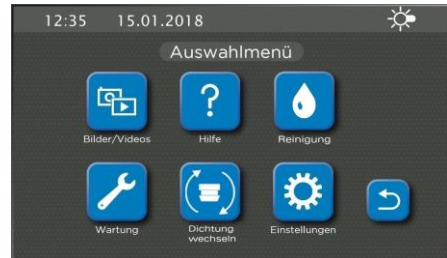 12:35 15.01.2018
Auswahlmenü
Bilder/Videos Hilfe Reinigung
Wartung Dichtung wechseln Einstellungen